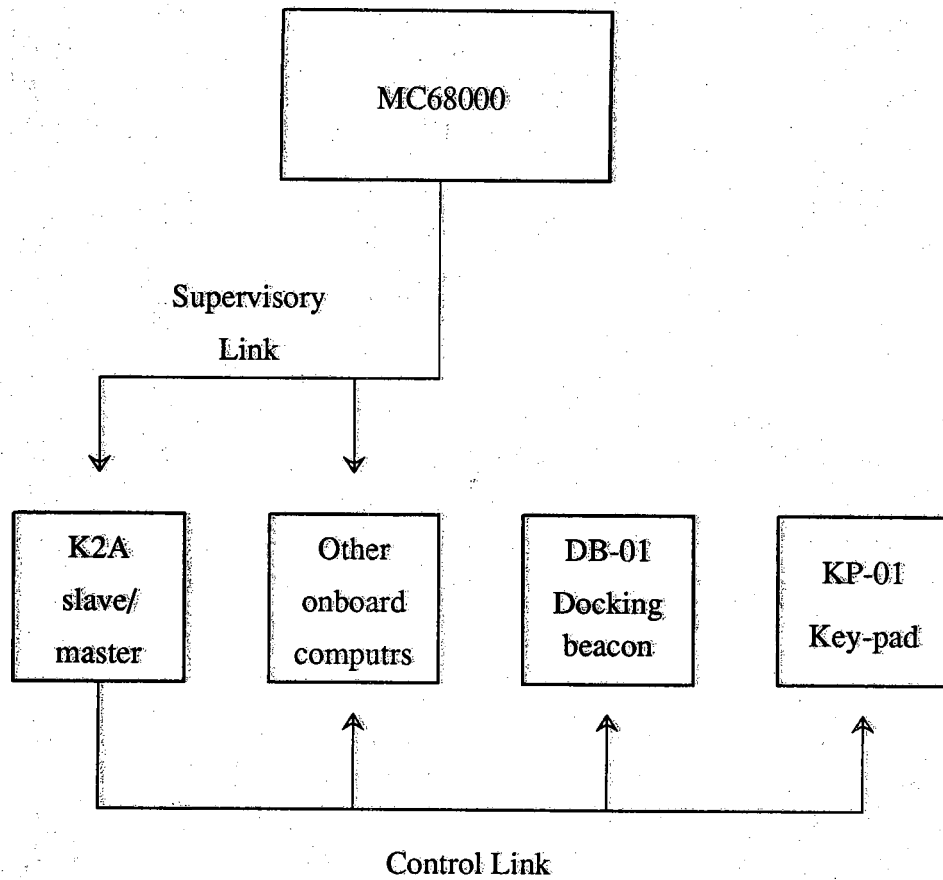 MC68000
Supervisory
Link
K2A
slave/
master
Other
onboard
computrs
DB-01
Docking
beacon
KP-01
Key-pad
Control Link